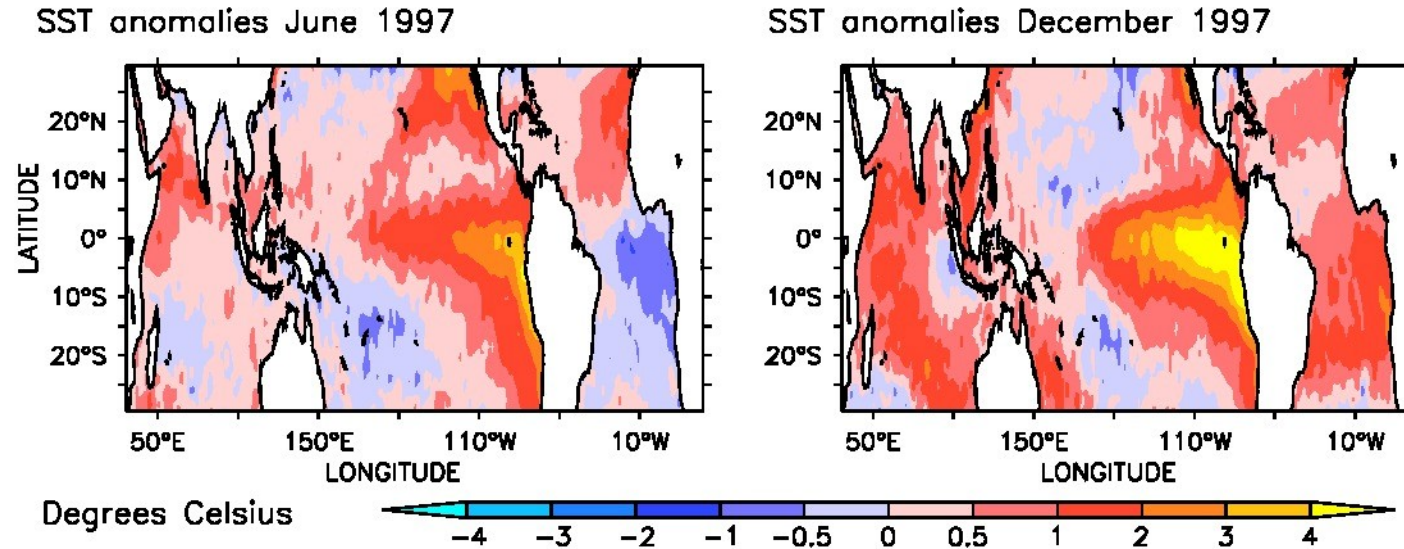 SST anomalies June 1997
SST anomalies December 1997
LATITUDE
20°N
10°N
0°
10°S
20°S
50°E 150°E 110°W 10°W
LONGITUDE
20°N
10°N
0°
10°S
20°S
50°E 150°E 110°W 10°W
LONGITUDE
Degrees Celsius
-4 -3 -2 -1 -0.5 0 0.5 1 2 3 4